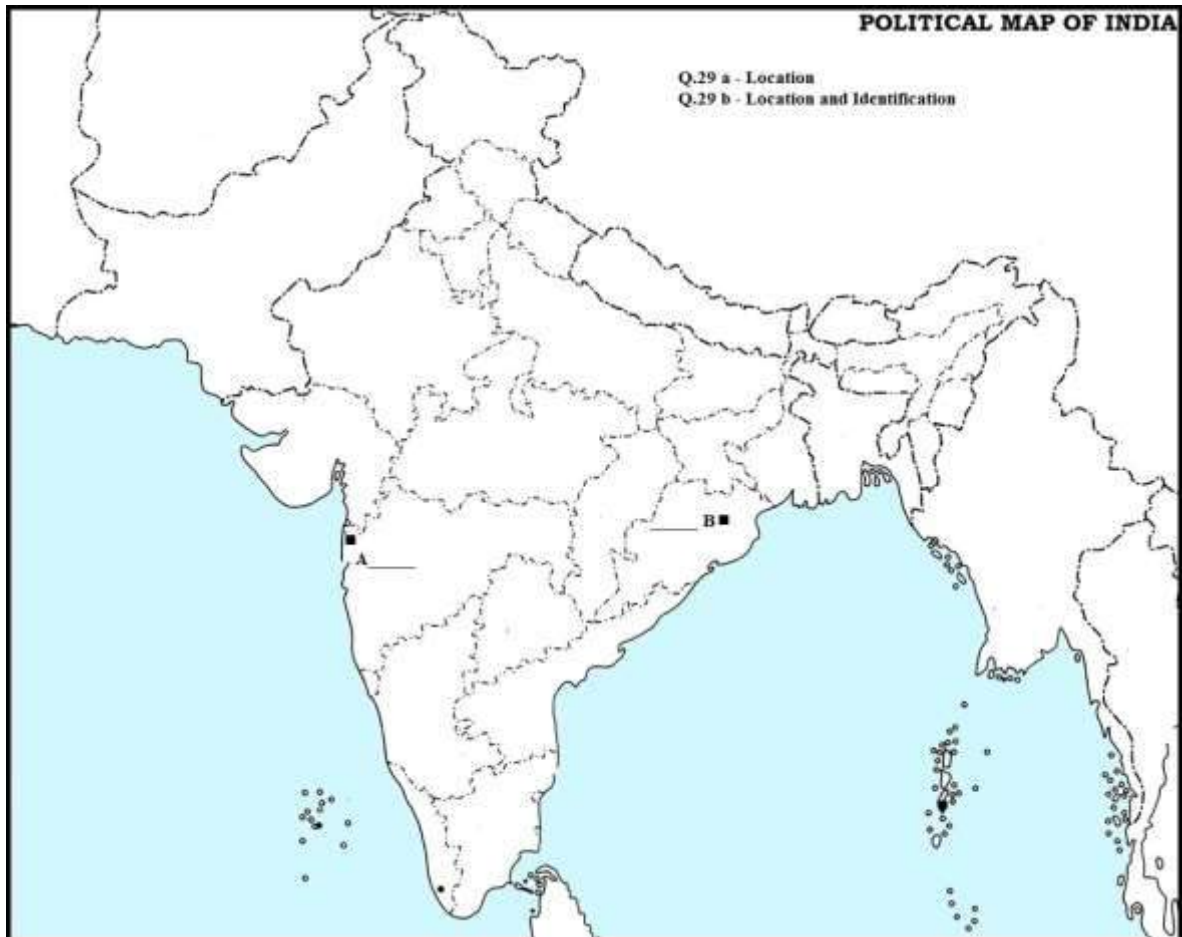 POLITICAL MAP OF INDIA
Q.29 a - Location
Q.29 b - Location and Identification
B
A